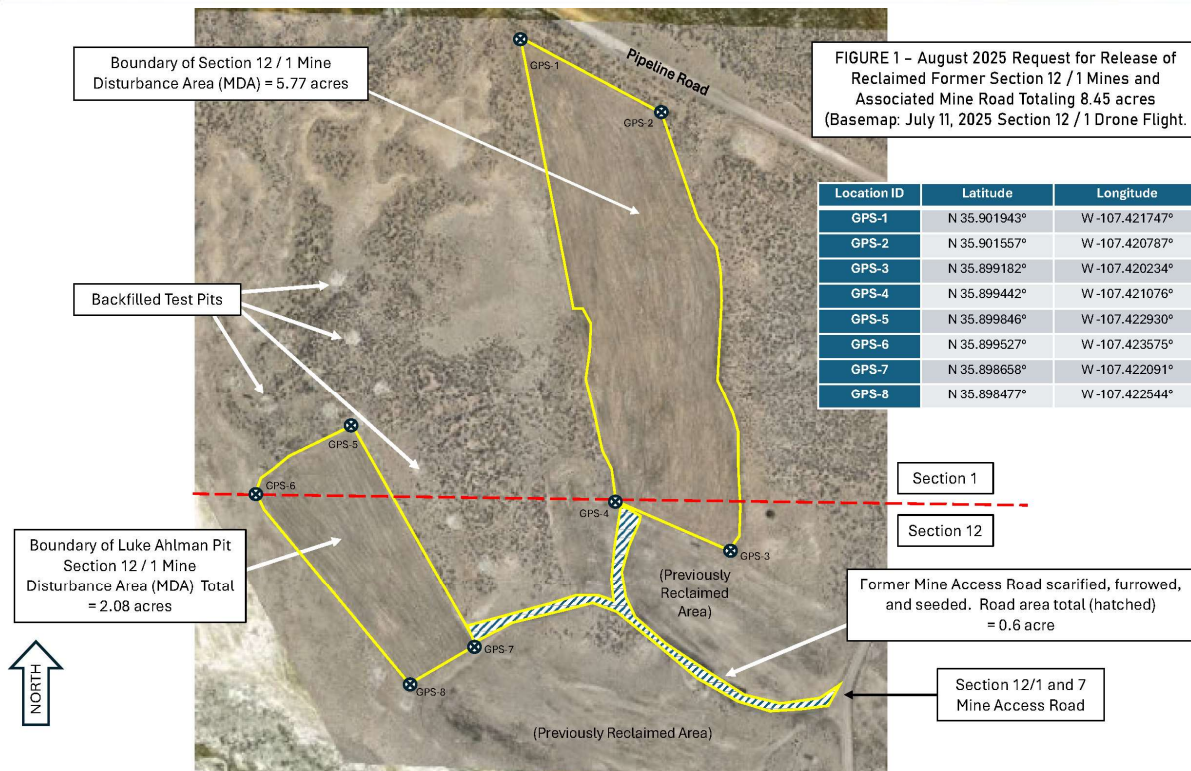 FIGURE 1 – August 2025 Request for Release of
Reclaimed Former Section 12 / 1 Mines and
Associated Mine Road Totaling 8.45 acres
(Basemap: July 11, 2025 Section 12 / 1 Drone Flight.
Boundary of Section 12 / 1 Mine
Disturbance Area (MDA) = 5.77 acres
GPS-1
Pipeline Road
GPS-2
Location ID Latitude Longitude
GPS-1 N 35.901943° W -107.421747°
GPS-2 N 35.901557° W -107.420787°
GPS-3 N 35.899182° W -107.420234°
GPS-4 N 35.899442° W -107.421076°
GPS-5 N 35.899846° W -107.422930°
GPS-6 N 35.899527° W -107.423575°
GPS-7 N 35.898658° W -107.422091°
GPS-8 N 35.898477° W -107.422544°
Backfilled Test Pits
GPS-5
GPS-6
Section 1
GPS-4
Section 12
Boundary of Luke Ahlman Pit
Section 12 / 1 Mine
Disturbance Area (MDA) Total
= 2.08 acres
GPS-3
(Previously
Reclaimed
Area)
Former Mine Access Road scarified, furrowed,
and seeded. Road area total (hatched)
= 0.6 acre
GPS-7
GPS-8
Section 12/1 and 7
Mine Access Road
NORTH
(Previously Reclaimed Area)